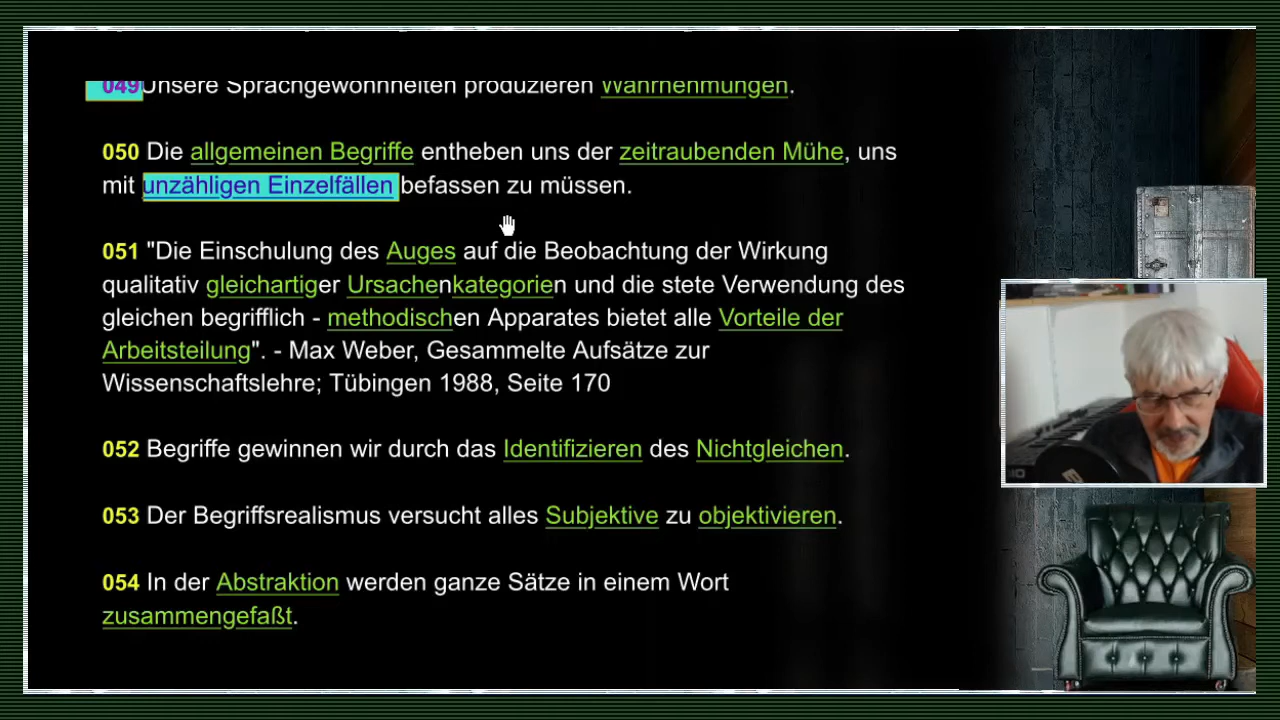 049Unsere Sprachgewohnheiten produzieren Wahrnehmungen.
050 Die allgemeinen Begriffe entheben uns der zeitraubenden Mühe, uns
mit unzähligen Einzelfällen befassen zu müssen.
051 "Die Einschulung des Auges auf die Beobachtung der Wirkung
qualitativ gleichartiger Ursachenkategorien und die stete Verwendung des
gleichen begrifflich - methodischen Apparates bietet alle Vorteile der
Arbeitsteilung". - Max Weber, Gesammelte Aufsätze zur
Wissenschaftslehre; Tübingen 1988, Seite 170
052 Begriffe gewinnen wir durch das Identifizieren des Nichtgleichen.
053 Der Begriffsrealismus versucht alles Subjektive zu objektivieren.
054 In der Abstraktion werden ganze Sätze in einem Wort
zusammengefaßt.